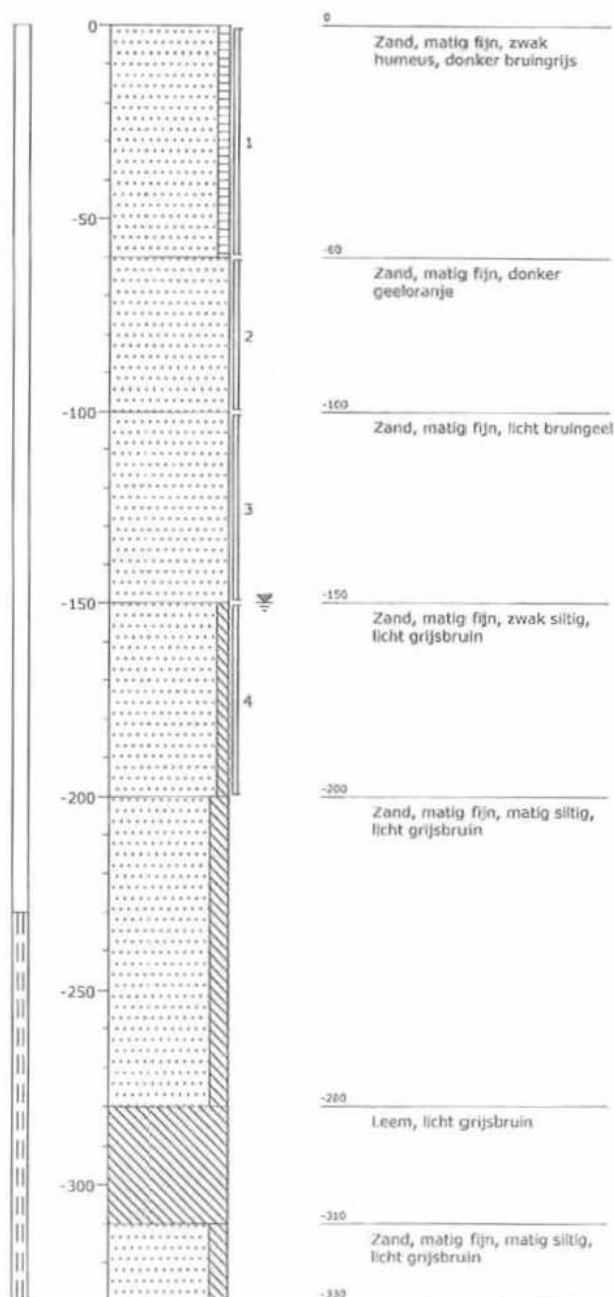 0
0
Zand, matig fijn, zwak
humeus, donker bruingrijs
1
-50
-60
Zand, matig fijn, donker
geeloranje
2
-100
-100
Zand, matig fijn, licht bruingeel
3
-150
-150
Zand, matig fijn, zwak siltig,
licht grijsbruin
4
-200
-200
Zand, matig fijn, matig siltig,
licht grijsbruin
-250
-280
Leem, licht grijsbruin
-300
-310
Zand, matig fijn, matig siltig,
licht grijsbruin
-330